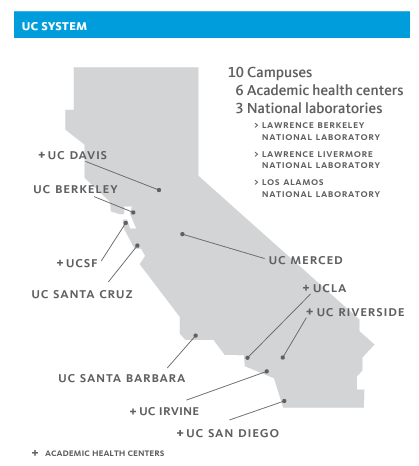 UC SYSTEM
10 Campuses
6 Academic health centers
3 National laboratories
> LAWRENCE BERKELEY
NATIONAL LABORATORY
> LAWRENCE LIVERMORE
NATIONAL LABORATORY
> LOS ALAMOS
NATIONAL LABORATORY
+ UC DAVIS
UC BERKELEY
+ UCSF
UC SANTA CRUZ
UC MERCED
+ UCLA
+ UC RIVERSIDE
UC SANTA BARBARA
+ UC IRVINE
+ UC SAN DIEGO
+ ACADEMIC HEALTH CENTERS